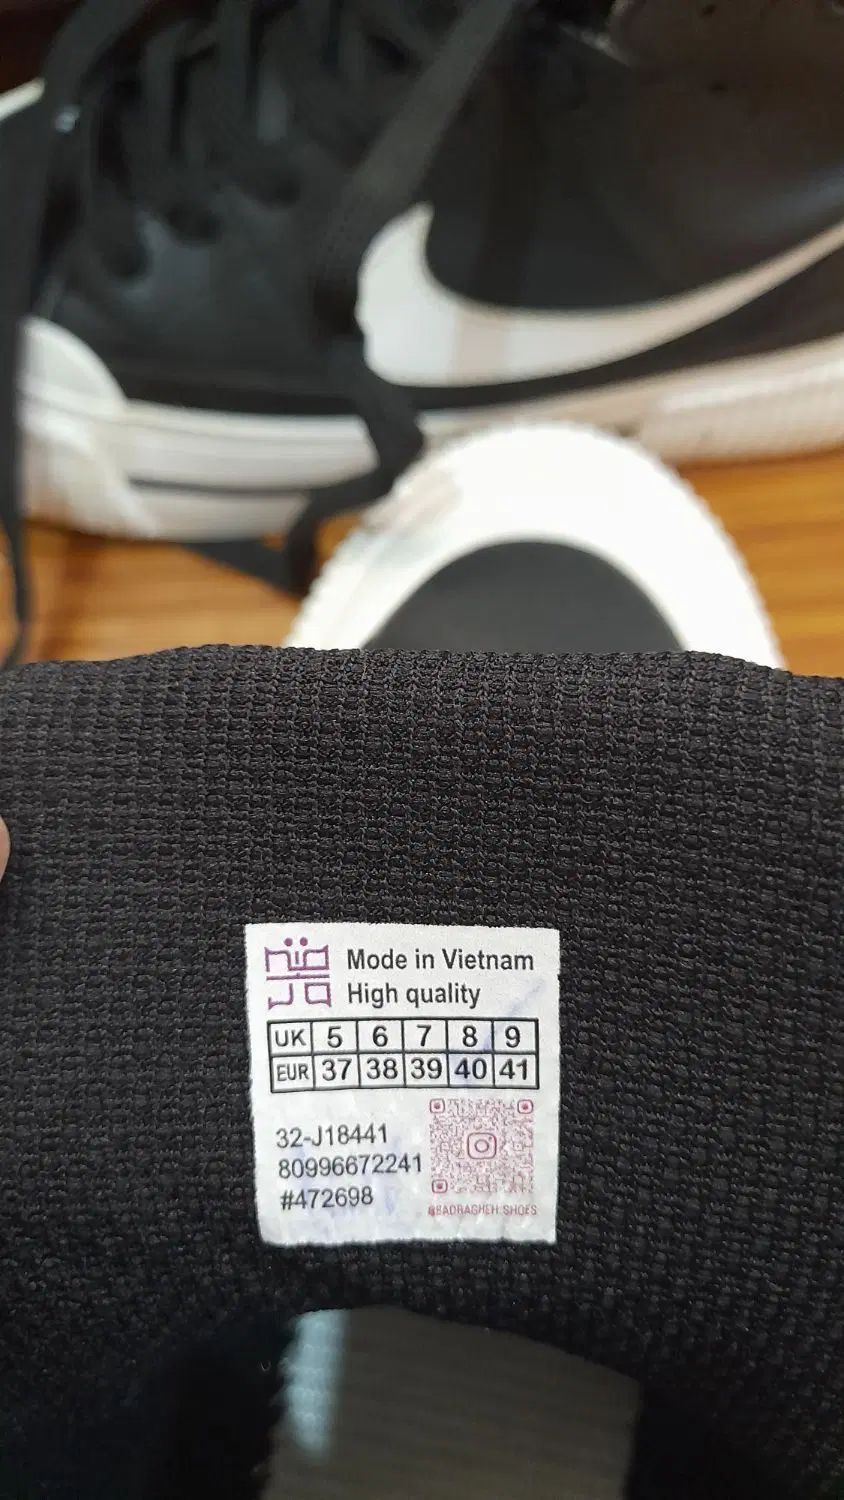 Mode in Vietnam
High quality
UK 5 6 7 8 9
EUR 37 38 39 40 41
32-J18441
80996672241
#472698
@BADRAGHEH.SHOES